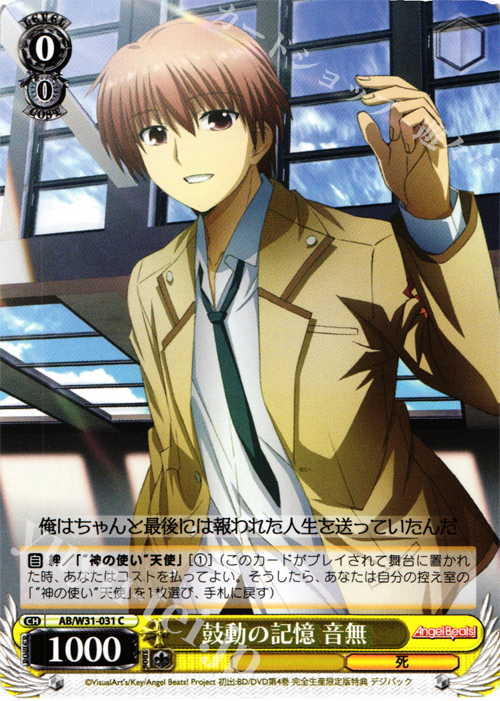 LEVEL
0
0
COST
俺はちゃんと最後には報われた人生を送っていたんだ
自 絆／「“神の使い”天使」［①］（このカードがプレイされて舞台に置かれ
た時、あなたはコストを払ってよい。そうしたら、あなたは自分の控え室の
「“神の使い”天使」を1枚選び、手札に戻す）
CH AB/W31-031 C
鼓動の記憶 音無
Angel Beats!
POWER
1000
SOUL
死
©VisualArt's/Key/Angel Beats! Project 初出:BD/DVD第4巻 完全生産限定版特典 デジパック